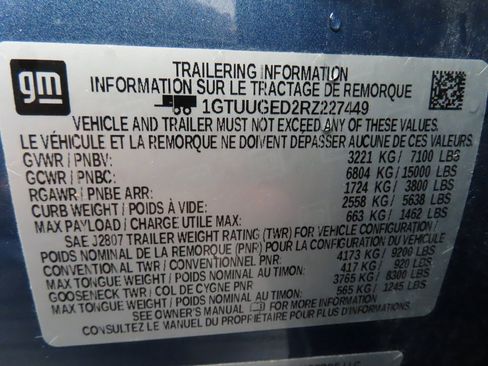 gm
TRAILERING INFORMATION
INFORMATION SUR LE TRACTAGE DE REMORQUE
1GTUUGED2RZ227449
VEHICLE AND TRAILER MUST NOT EXCEED ANY OF THESE RATINGS
LE VÉHICULE ET LA REMORQUE NE DOIVENT DÉPASSER AUCUNE DE CES VALEURS
GVWR / PNBV: 3221 KG / 7100 LBS
GCWR / PNBC: 6804 KG / 15000 LBS
RGAWR / PNBE ARR: 1724 KG / 3800 LBS
CURB WEIGHT / POIDS À VIDE: 2558 KG / 5638 LBS
MAX PAYLOAD / CHARGE UTILE MAX: 663 KG / 1462 LBS
SAE J2807 TRAILER WEIGHT RATING (TWR) FOR VEHICLE CONFIGURATION
POIDS NOMINAL DE LA REMORQUE (PNR) POUR LA CONFIGURATION DU VÉHICULE
CONVENTIONAL TWR / CONVENTIONNEL PNR: 4173 KG / 9200 LBS
MAX TONGUE WEIGHT / POIDS NOMINAL AU TIMON: 417 KG / 920 LBS
GOOSENECK TWR / COL DE CYGNE PNR 3765 KG / 8300 LBS
MAX TONGUE WEIGHT / POIDS NOMINAL AU TIMON: 565 KG / 1245 LBS
SEE OWNER'S MANUAL FOR MORE INFORMATION
CONSULTEZ LE MANUEL DU PROPRIÉTAIRE POUR PLUS D'INFORMATIONS